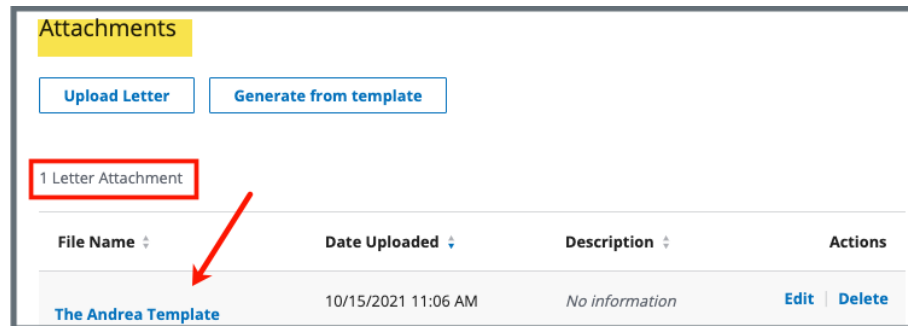 Attachments
Upload Letter Generate from template
1 Letter Attachment
File Name Date Uploaded Description Actions
The Andrea Template 10/15/2021 11:06 AM No information Edit Delete